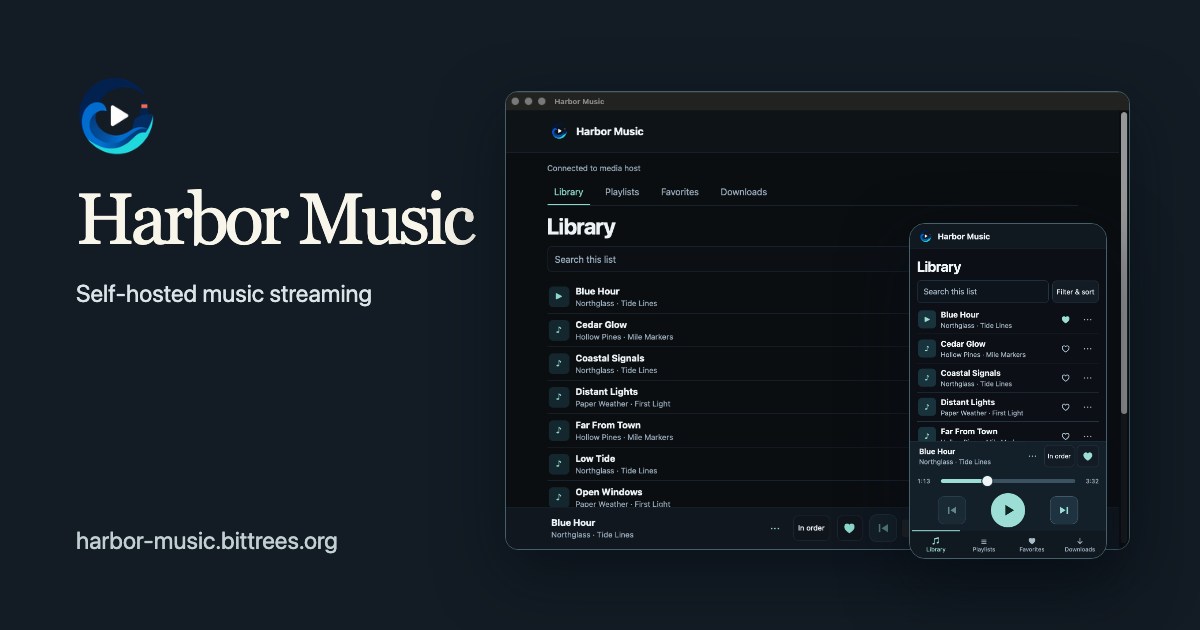 Harbor Music
Self-hosted music streaming
harbor-music.bittrees.org
Harbor Music
Harbor Music
Connected to media host
Library Playlists Favorites Downloads
Library
Search this list
Blue Hour
Northglass · Tide Lines
Cedar Glow
Hollow Pines · Mile Markers
Coastal Signals
Northglass · Tide Lines
Distant Lights
Paper Weather · First Light
Far From Town
Hollow Pines · Mile Markers
Low Tide
Northglass · Tide Lines
Open Windows
Paper Weather · First Light
Blue Hour
Northglass · Tide Lines
In order
Harbor Music
Library
Search this list Filter & sort
Blue Hour
Northglass · Tide Lines
Cedar Glow
Hollow Pines · Mile Markers
Coastal Signals
Northglass · Tide Lines
Distant Lights
Paper Weather · First Light
Far From Town
Blue Hour
Northglass · Tide Lines
In order
1:13 3:32
Library Playlists Favorites Downloads